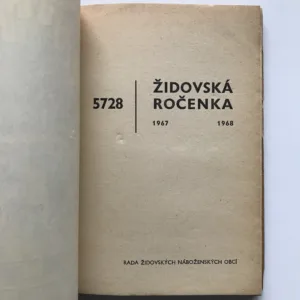 5728
ŽIDOVSKÁ
ROČENKA
1967 1968
RADA ŽIDOVSKÝCH NÁBOŽENSKÝCH OBCÍ